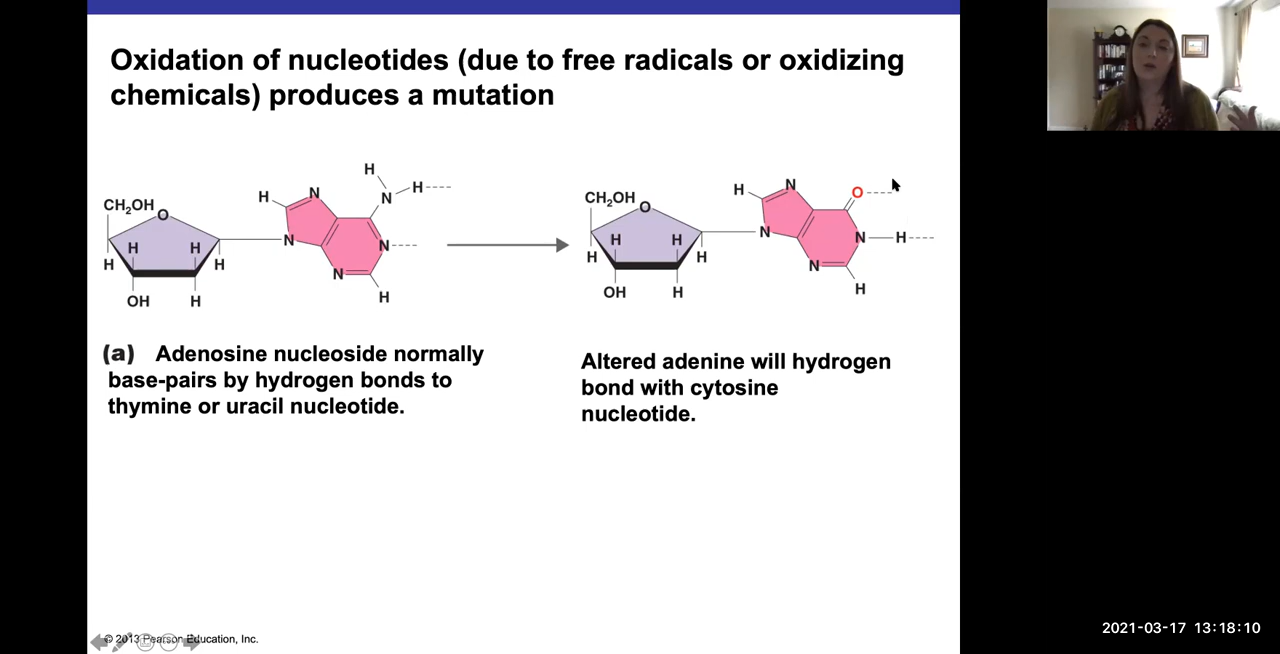 Oxidation of nucleotides (due to free radicals or oxidizing
chemicals) produces a mutation
H
H
N
CH₂OH
O
H
N
N
N
N
H
H
H
H
H
OH
H
CH₂OH
O
H
N
O
N
N
H
N
H
H
H
H
H
OH
H
(a) Adenosine nucleoside normally
base-pairs by hydrogen bonds to
thymine or uracil nucleotide.
Altered adenine will hydrogen
bond with cytosine
nucleotide.
© 2013 Pearson Education, Inc.
2021-03-17 13:18:10